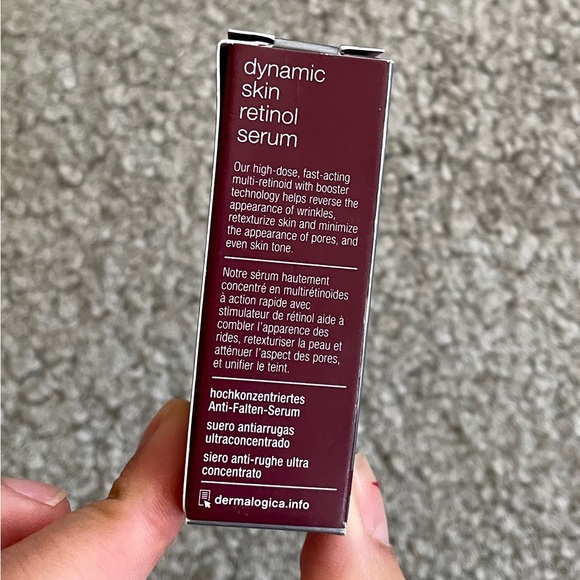 dynamic
skin
retinol
serum
Our high-dose, fast-acting
multi-retinoid with booster
technology helps reverse the
appearance of wrinkles,
retexturize skin and minimize
the appearance of pores, and
even skin tone.
Notre sérum hautement
concentré en multirétinoïdes
à action rapide avec
stimulateur de rétinol aide à
combler l'apparence des
rides, retexturiser la peau et
atténuer l'aspect des pores,
et unifier le teint.
hochkonzentriertes
Anti-Falten-Serum
suero antiarrugas
ultraconcentrado
siero anti-rughe ultra
concentrato
dermalogica.info